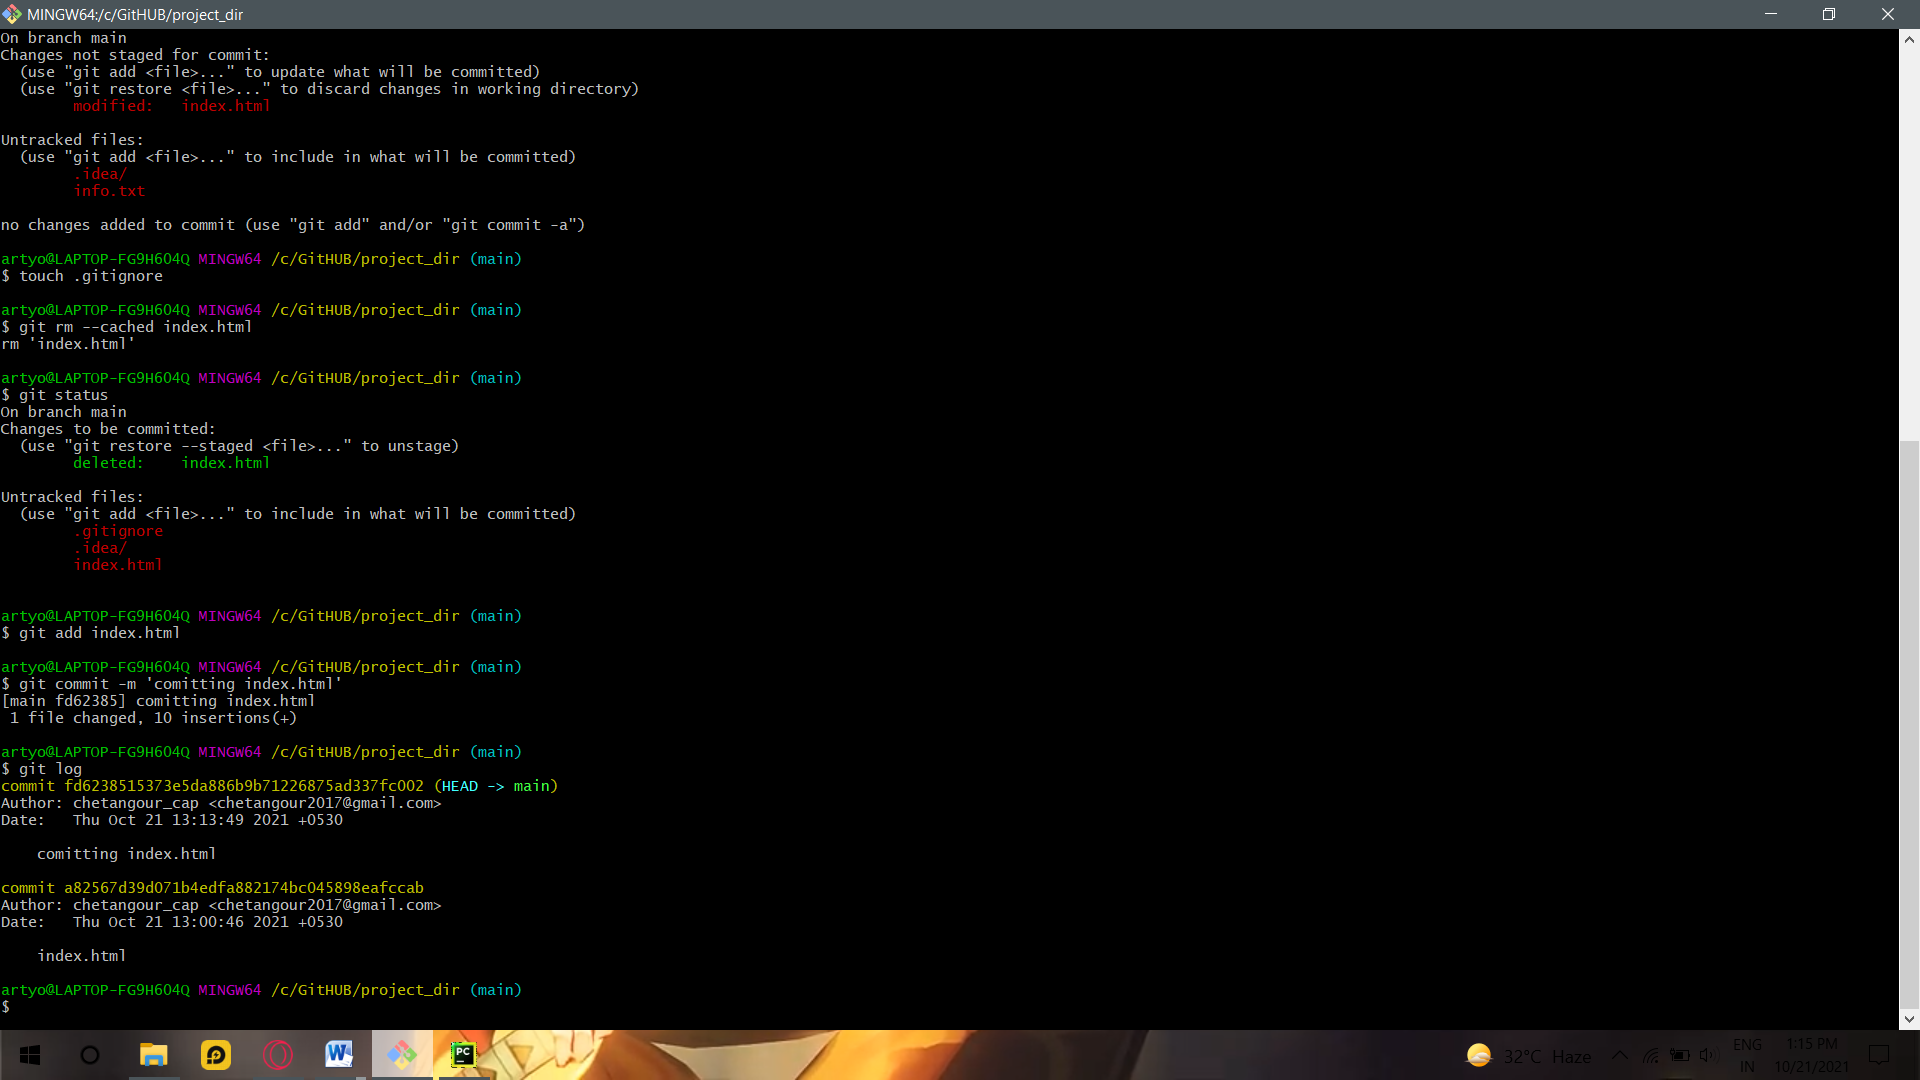 MINGW64:/c/GitHUB/project_dir
On branch main
Changes not staged for commit:
  (use "git add <file>..." to update what will be committed)
  (use "git restore <file>..." to discard changes in working directory)
        modified:   index.html

Untracked files:
  (use "git add <file>..." to include in what will be committed)
        .idea/
        info.txt

no changes added to commit (use "git add" and/or "git commit -a")

artyo@LAPTOP-FG9H6O4Q MINGW64 /c/GitHUB/project_dir (main)
$ touch .gitignore

artyo@LAPTOP-FG9H6O4Q MINGW64 /c/GitHUB/project_dir (main)
$ git rm --cached index.html
rm 'index.html'

artyo@LAPTOP-FG9H6O4Q MINGW64 /c/GitHUB/project_dir (main)
$ git status
On branch main
Changes to be committed:
  (use "git restore --staged <file>..." to unstage)
        deleted:    index.html

Untracked files:
  (use "git add <file>..." to include in what will be committed)
        .gitignore
        .idea/
        index.html

artyo@LAPTOP-FG9H6O4Q MINGW64 /c/GitHUB/project_dir (main)
$ git add index.html

artyo@LAPTOP-FG9H6O4Q MINGW64 /c/GitHUB/project_dir (main)
$ git commit -m 'comitting index.html'
[main fd62385] comitting index.html
 1 file changed, 10 insertions(+)

artyo@LAPTOP-FG9H6O4Q MINGW64 /c/GitHUB/project_dir (main)
$ git log
commit fd6238515373e5da886b9b71226875ad337fc002 (HEAD -> main)
Author: chetangour_cap <chetangour2017@gmail.com>
Date:   Thu Oct 21 13:13:49 2021 +0530

    comitting index.html

commit a82567d39d071b4edfa882174bc045898eafccab
Author: chetangour_cap <chetangour2017@gmail.com>
Date:   Thu Oct 21 13:00:46 2021 +0530

    index.html

artyo@LAPTOP-FG9H6O4Q MINGW64 /c/GitHUB/project_dir (main)
$
W
PC
32°C Haze
ENG
IN
1:15 PM
10/21/2021